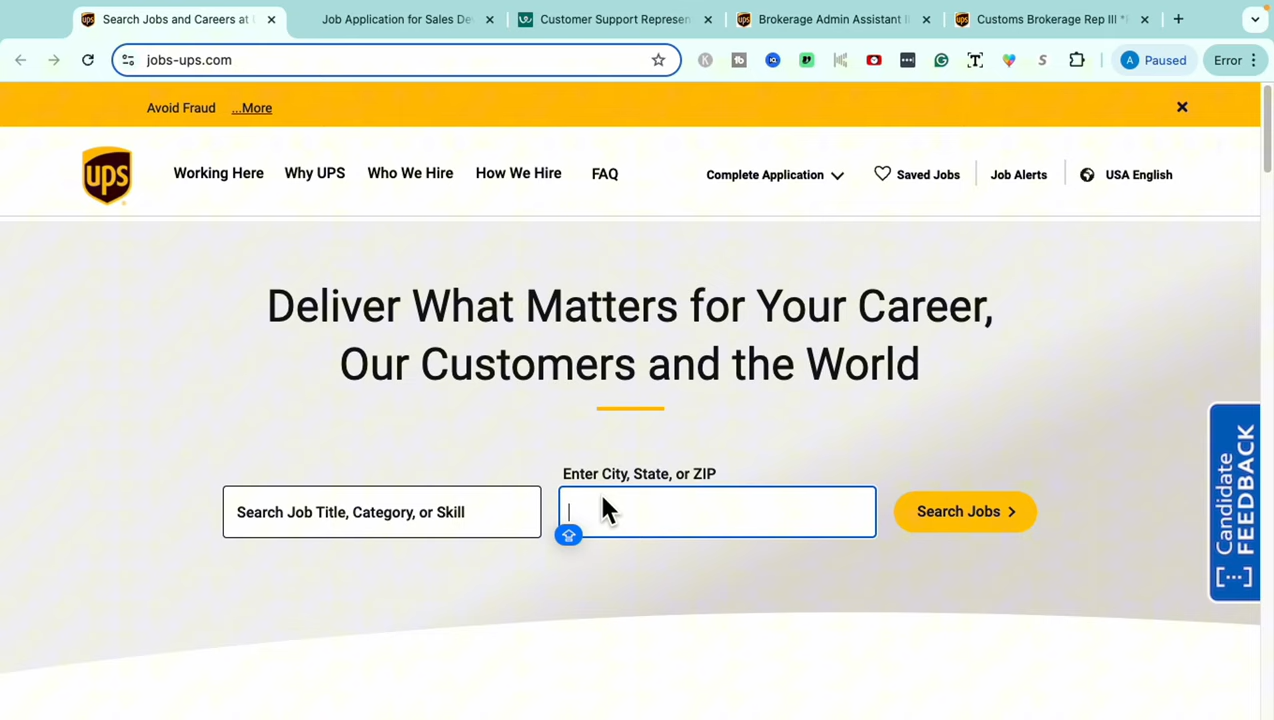 Search Jobs and Careers at U
Job Application for Sales Dev
Customer Support Represen
Brokerage Admin Assistant I
Customs Brokerage Rep III *
jobs-ups.com
Paused
Error
Avoid Fraud ...More
ups
Working Here
Why UPS
Who We Hire
How We Hire
FAQ
Complete Application
Saved Jobs
Job Alerts
USA English
Deliver What Matters for Your Career,
Our Customers and the World
Enter City, State, or ZIP
Search Job Title, Category, or Skill
Search Jobs
Candidate
FEEDBACK